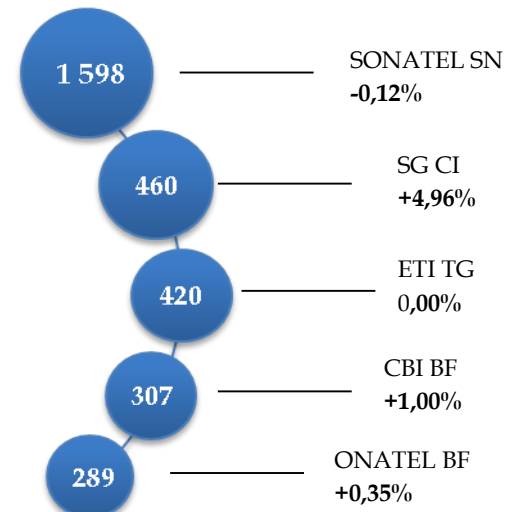 1 598
SONATEL SN
-0,12%
460
SG CI
+4,96%
420
ETI TG
0,00%
307
CBI BF
+1,00%
289
ONATEL BF
+0,35%